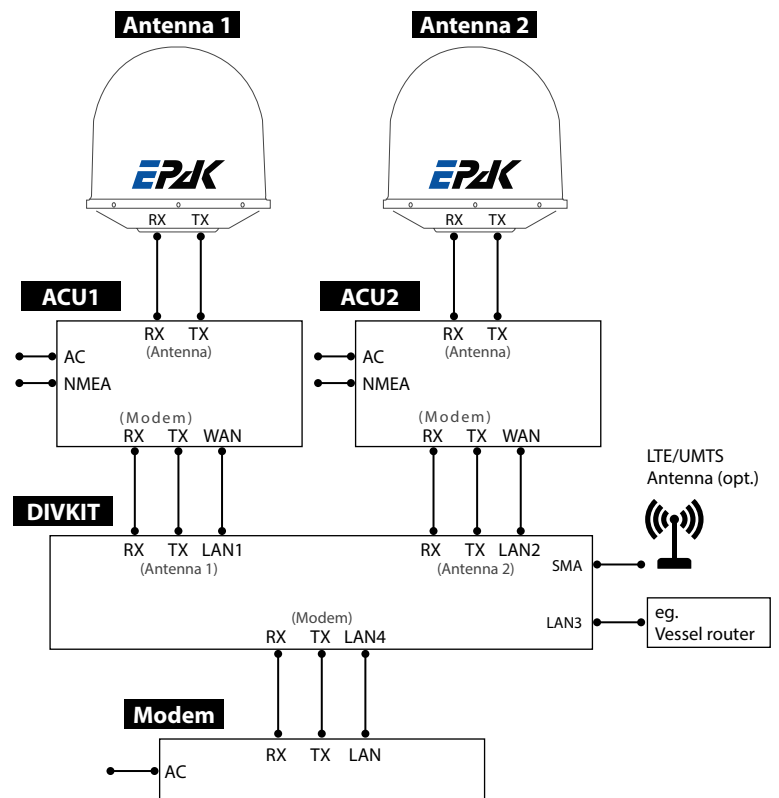 Antenna 1 Antenna 2
EPAK EPAK
RX TX RX TX
ACU1 ACU2
RX TX RX TX
(Antenna) (Antenna)
AC AC
NMEA NMEA
(Modem) (Modem)
RX TX WAN RX TX WAN
LTE/UMTS
Antenna (opt.)
DIVKIT
RX TX LAN1 RX TX LAN2
(Antenna 1) (Antenna 2) SMA
eg.
LAN3
Vessel router
(Modem)
RX TX LAN4
Modem
RX TX LAN
AC